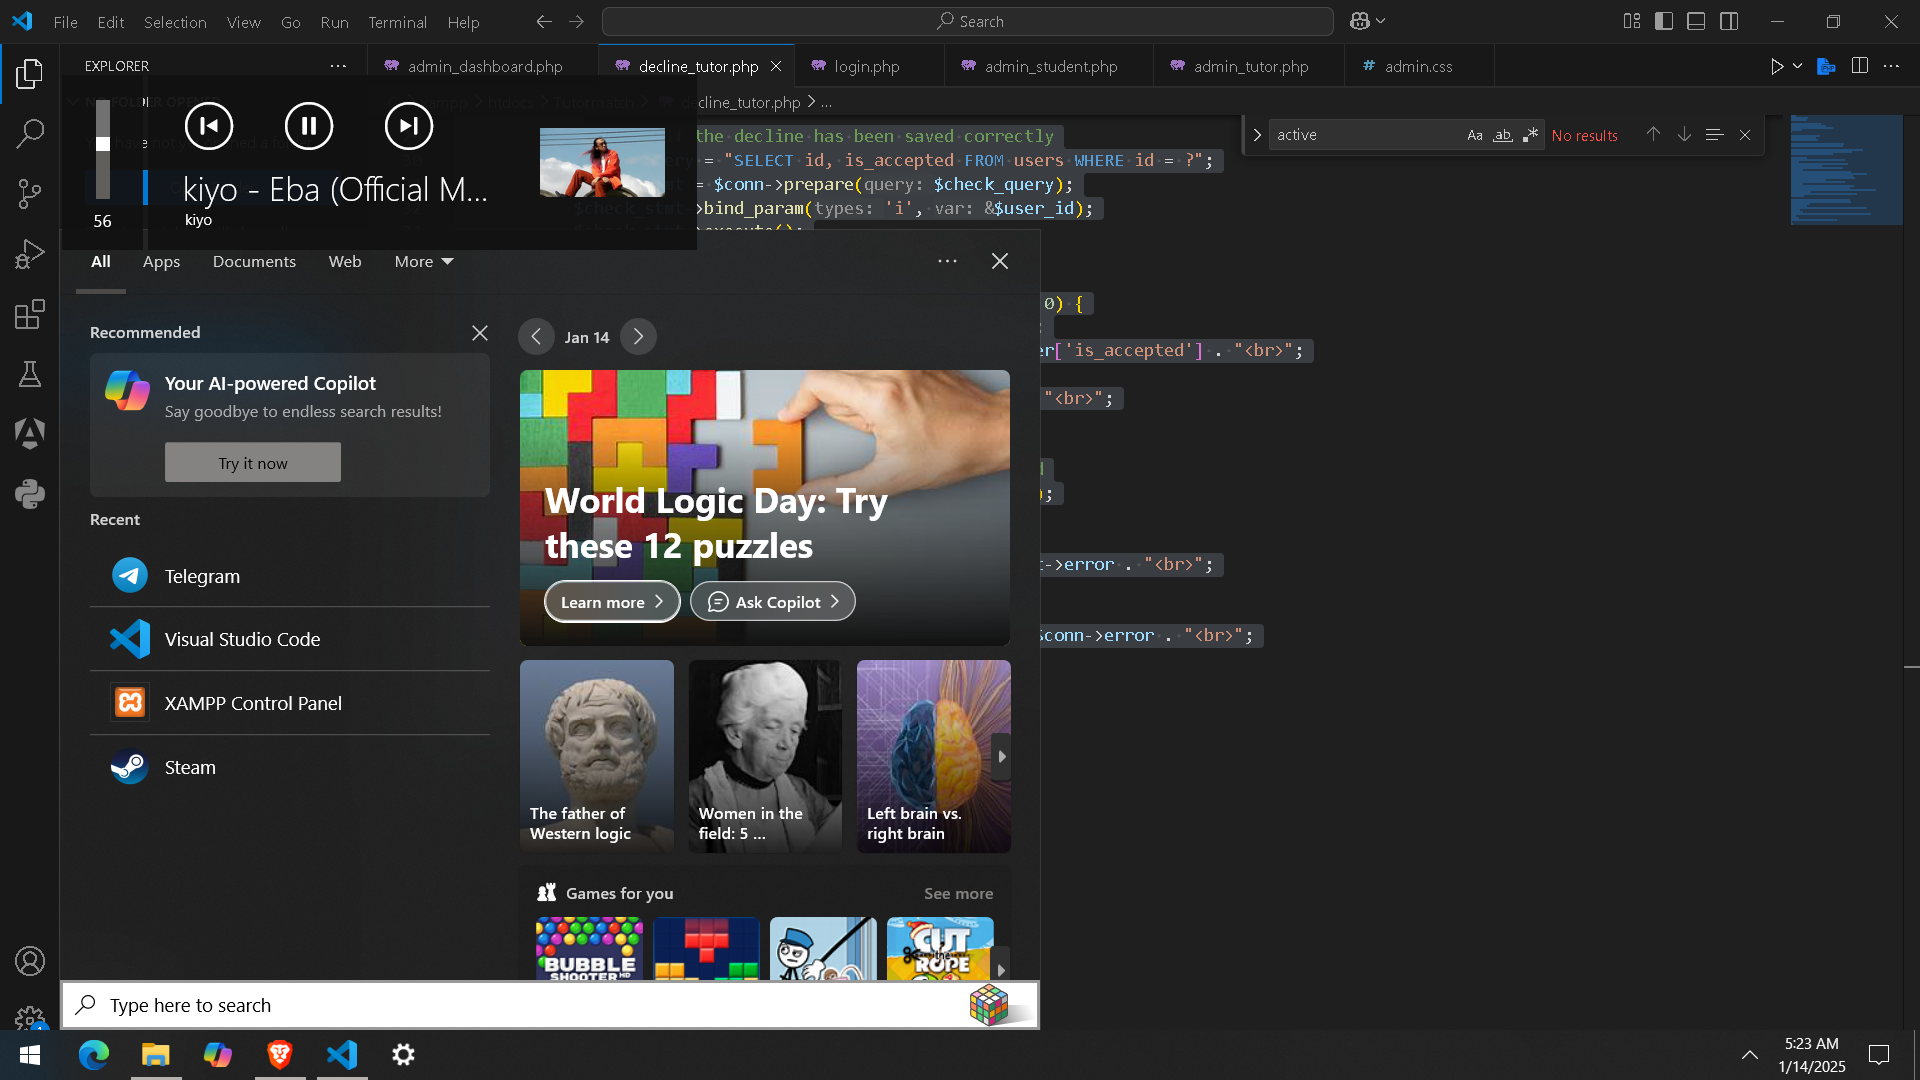 File Edit Selection View Go Run Terminal Help
Search
EXPLORER
admin_dashboard.php
decline_tutor.php
login.php
admin_student.php
admin_tutor.php
admin.css
cline_tutor.php > ...
active
Aa ab .*
No results
the decline has been saved correctly
= "SELECT id, is_accepted FROM users WHERE id = ?";
= $conn->prepare(query: $check_query);
bind_param(types: 'i', var: &$user_id);
execute();
0) {
;
er['is_accepted'] . "<br>";
"<br>";
d
);
t->error . "<br>";
$conn->error . "<br>";
kiyo - Eba (Official M...
kiyo
56
All Apps Documents Web More
Recommended
Your AI-powered Copilot
Say goodbye to endless search results!
Try it now
Recent
Telegram
Visual Studio Code
XAMPP Control Panel
Steam
Jan 14
World Logic Day: Try
these 12 puzzles
Learn more
Ask Copilot
The father of
Western logic
Women in the
field: 5 ...
Left brain vs.
right brain
Games for you
See more
BUBBLE
SHOOTER HD
CUT
the
ROPE
Type here to search
5:23 AM
1/14/2025